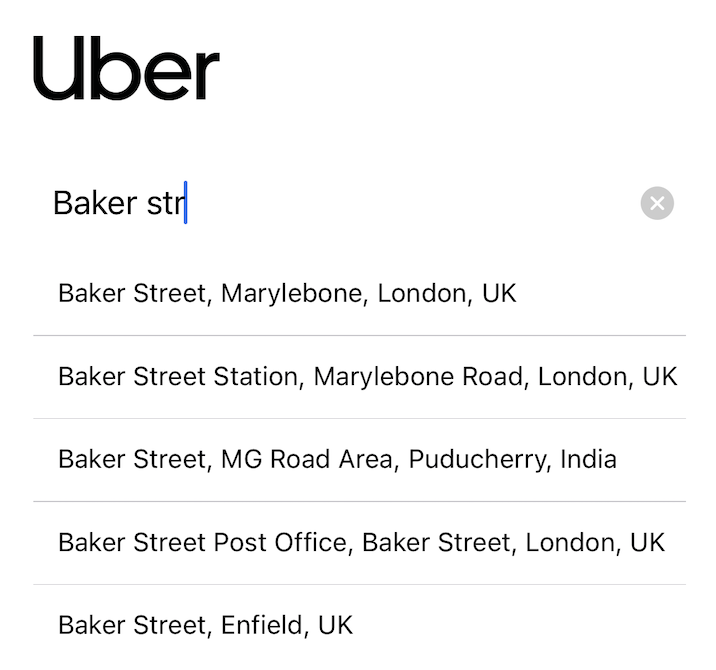 Uber
Baker str
Baker Street, Marylebone, London, UK
Baker Street Station, Marylebone Road, London, UK
Baker Street, MG Road Area, Puducherry, India
Baker Street Post Office, Baker Street, London, UK
Baker Street, Enfield, UK